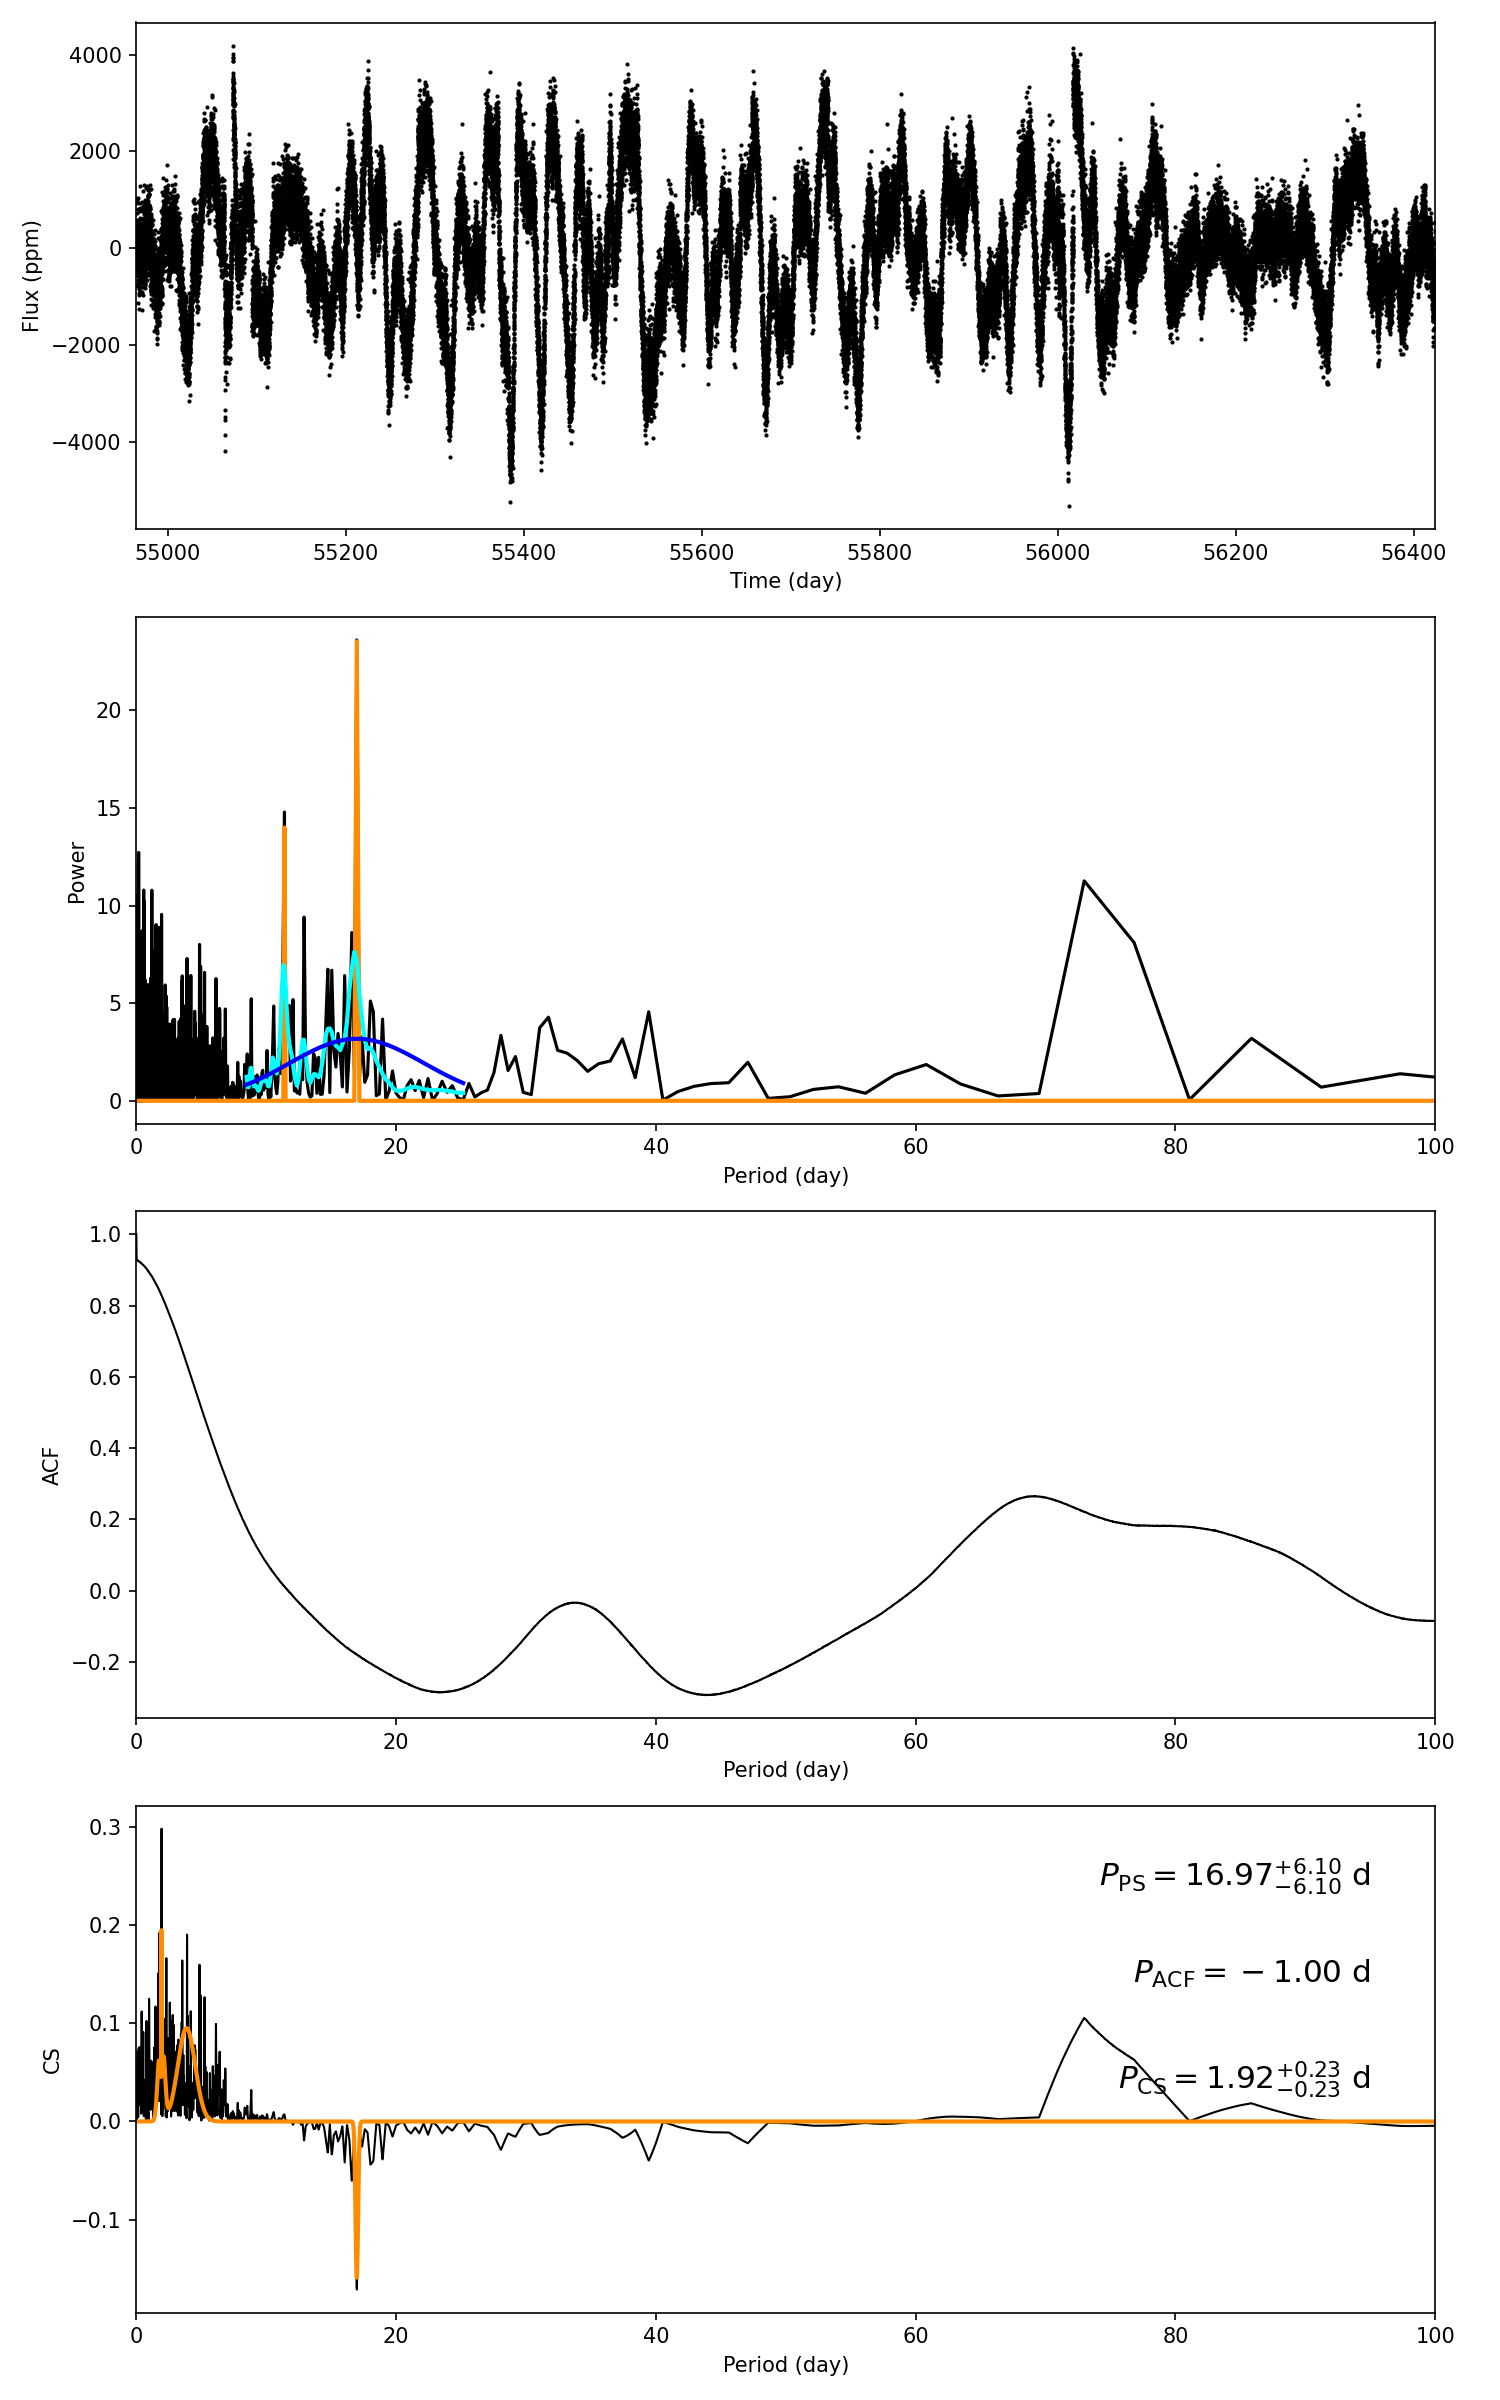 4000
2000
0
−2000
−4000
Flux (ppm)
55000 55200 55400 55600 55800 56000 56200 56400
Time (day)
20
15
10
5
0
Power
0 20 40 60 80 100
Period (day)
1.0
0.8
0.6
0.4
0.2
0.0
−0.2
ACF
0 20 40 60 80 100
Period (day)
0.3
0.2
0.1
0.0
−0.1
CS
P_PS = 16.97^{+6.10}_{−6.10} d
P_ACF = −1.00 d
P_CS = 1.92^{+0.23}_{−0.23} d
0 20 40 60 80 100
Period (day)